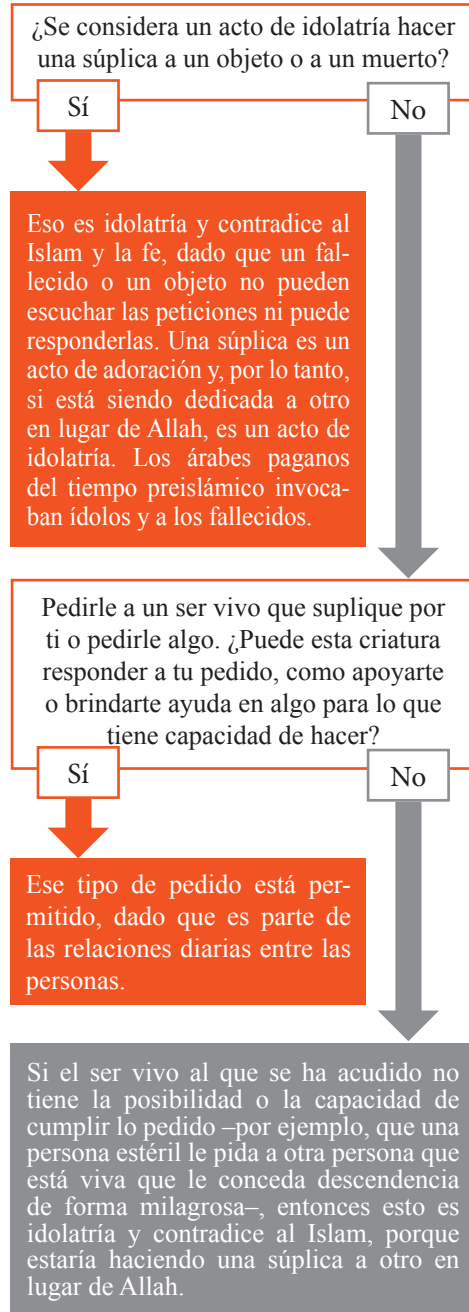 ¿Se considera un acto de idolatría hacer
una súplica a un objeto o a un muerto?
Sí
No
Eso es idolatría y contradice al
Islam y la fe, dado que un fal-
lecido o un objeto no pueden
escuchar las peticiones ni puede
responderlas. Una súplica es un
acto de adoración y, por lo tanto,
si está siendo dedicada a otro
en lugar de Allah, es un acto de
idolatría. Los árabes paganos
del tiempo preislámico invoca-
ban ídolos y a los fallecidos.
Pedirle a un ser vivo que suplique por
ti o pedirle algo. ¿Puede esta criatura
responder a tu pedido, como apoyarte
o brindarte ayuda en algo para lo que
tiene capacidad de hacer?
Sí
No
Ese tipo de pedido está per-
mitido, dado que es parte de
las relaciones diarias entre las
personas.
Si el ser vivo al que se ha acudido no
tiene la posibilidad o la capacidad de
cumplir lo pedido –por ejemplo, que una
persona estéril le pida a otra persona que
está viva que le conceda descendencia
de forma milagrosa–, entonces esto es
idolatría y contradice al Islam, porque
estaría haciendo una súplica a otro en
lugar de Allah.